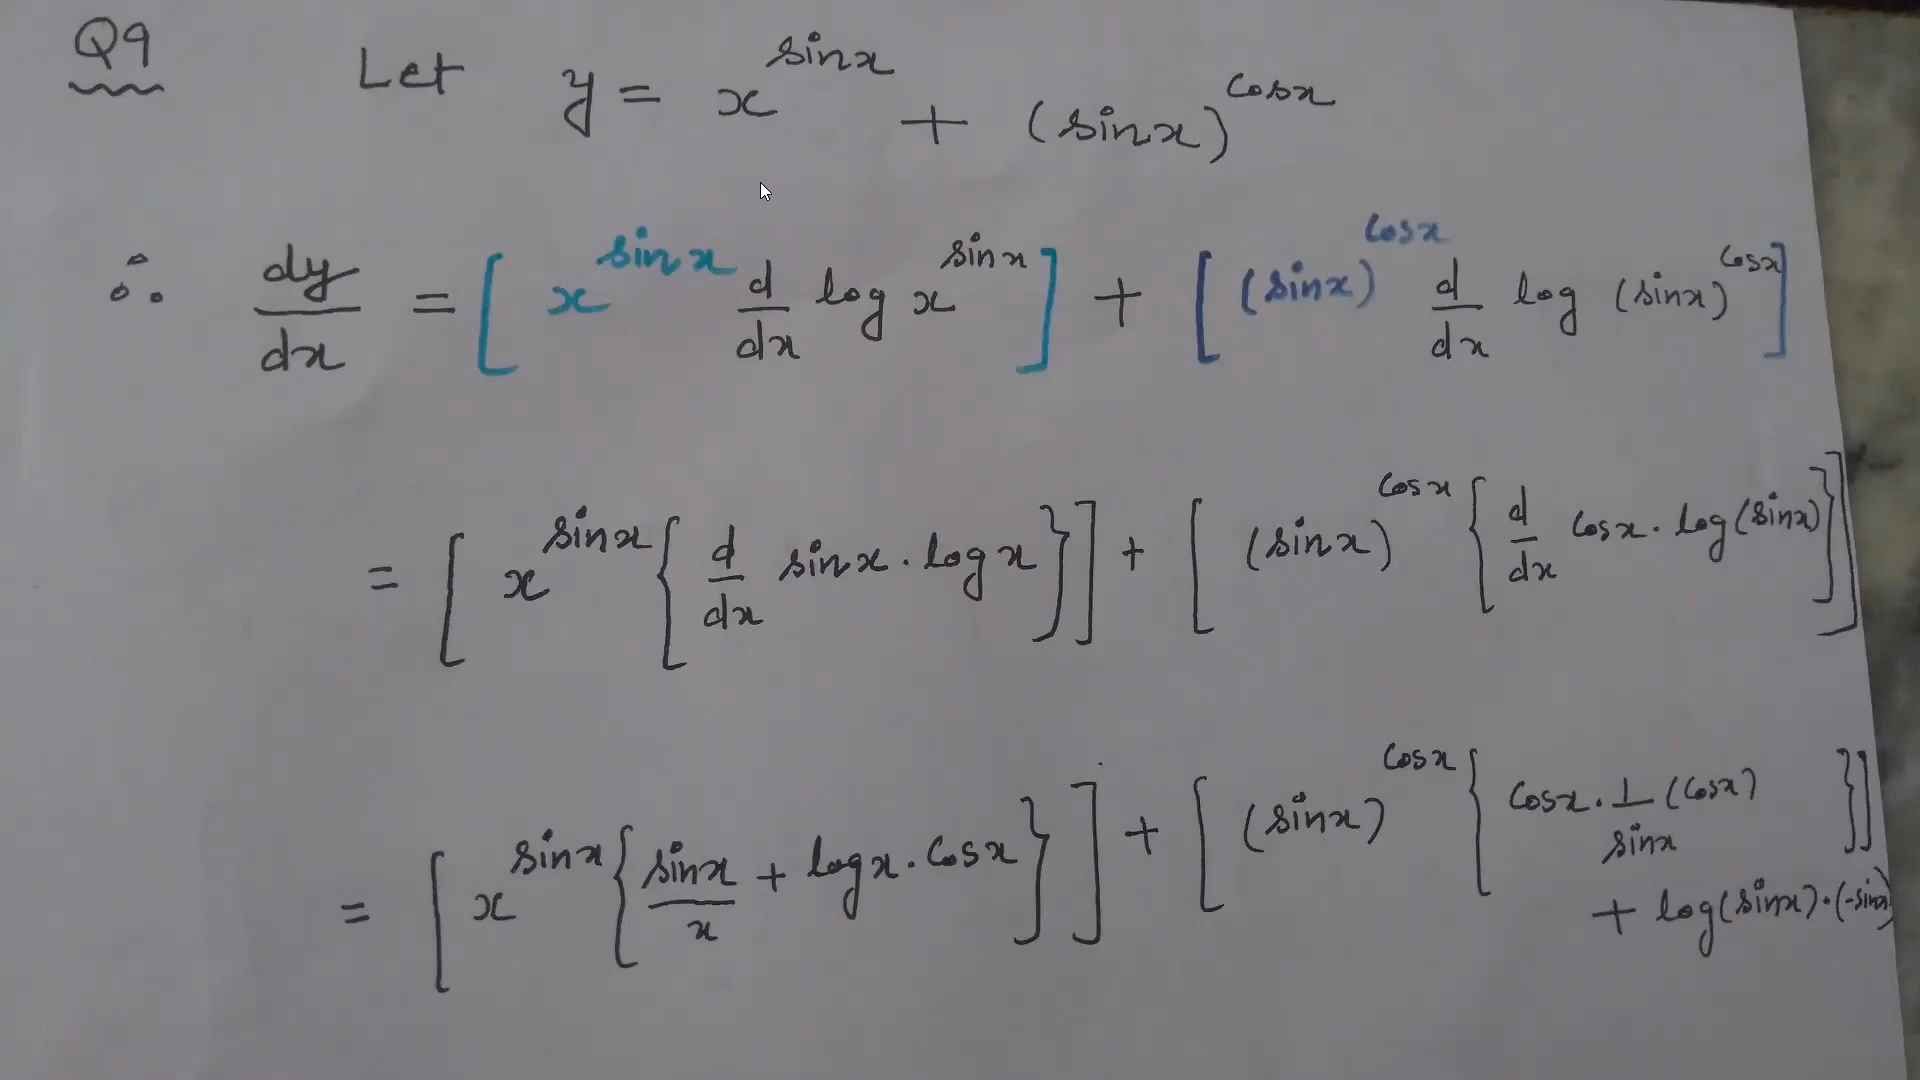 Q9 Let y = x^sinx + (sinx)^cosx
∴ dy/dx = [ x^sinx d/dx log x^sinx ] + [ (sinx)^cosx d/dx log (sinx)^cosx ]
= [ x^sinx { d/dx sinx . logx } ] + [ (sinx)^cosx { d/dx cosx . log(sinx) } ]
= [ x^sinx { sinx/x + logx . cosx } ] + [ (sinx)^cosx { cosx . 1/sinx (cosx) + log(sinx) . (-sinx) } ]